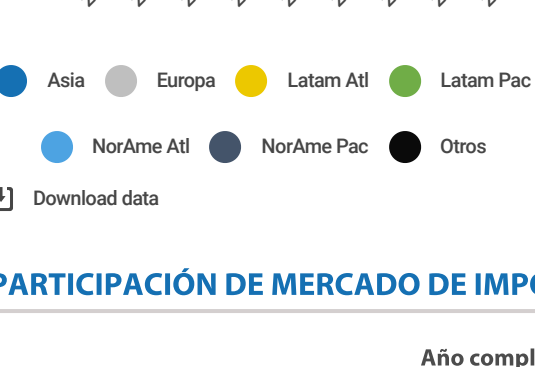 Asia Europa Latam Atl Latam Pac
NorAme Atl NorAme Pac Otros
Download data
PARTICIPACIÓN DE MERCADO DE IMPO
Año compl